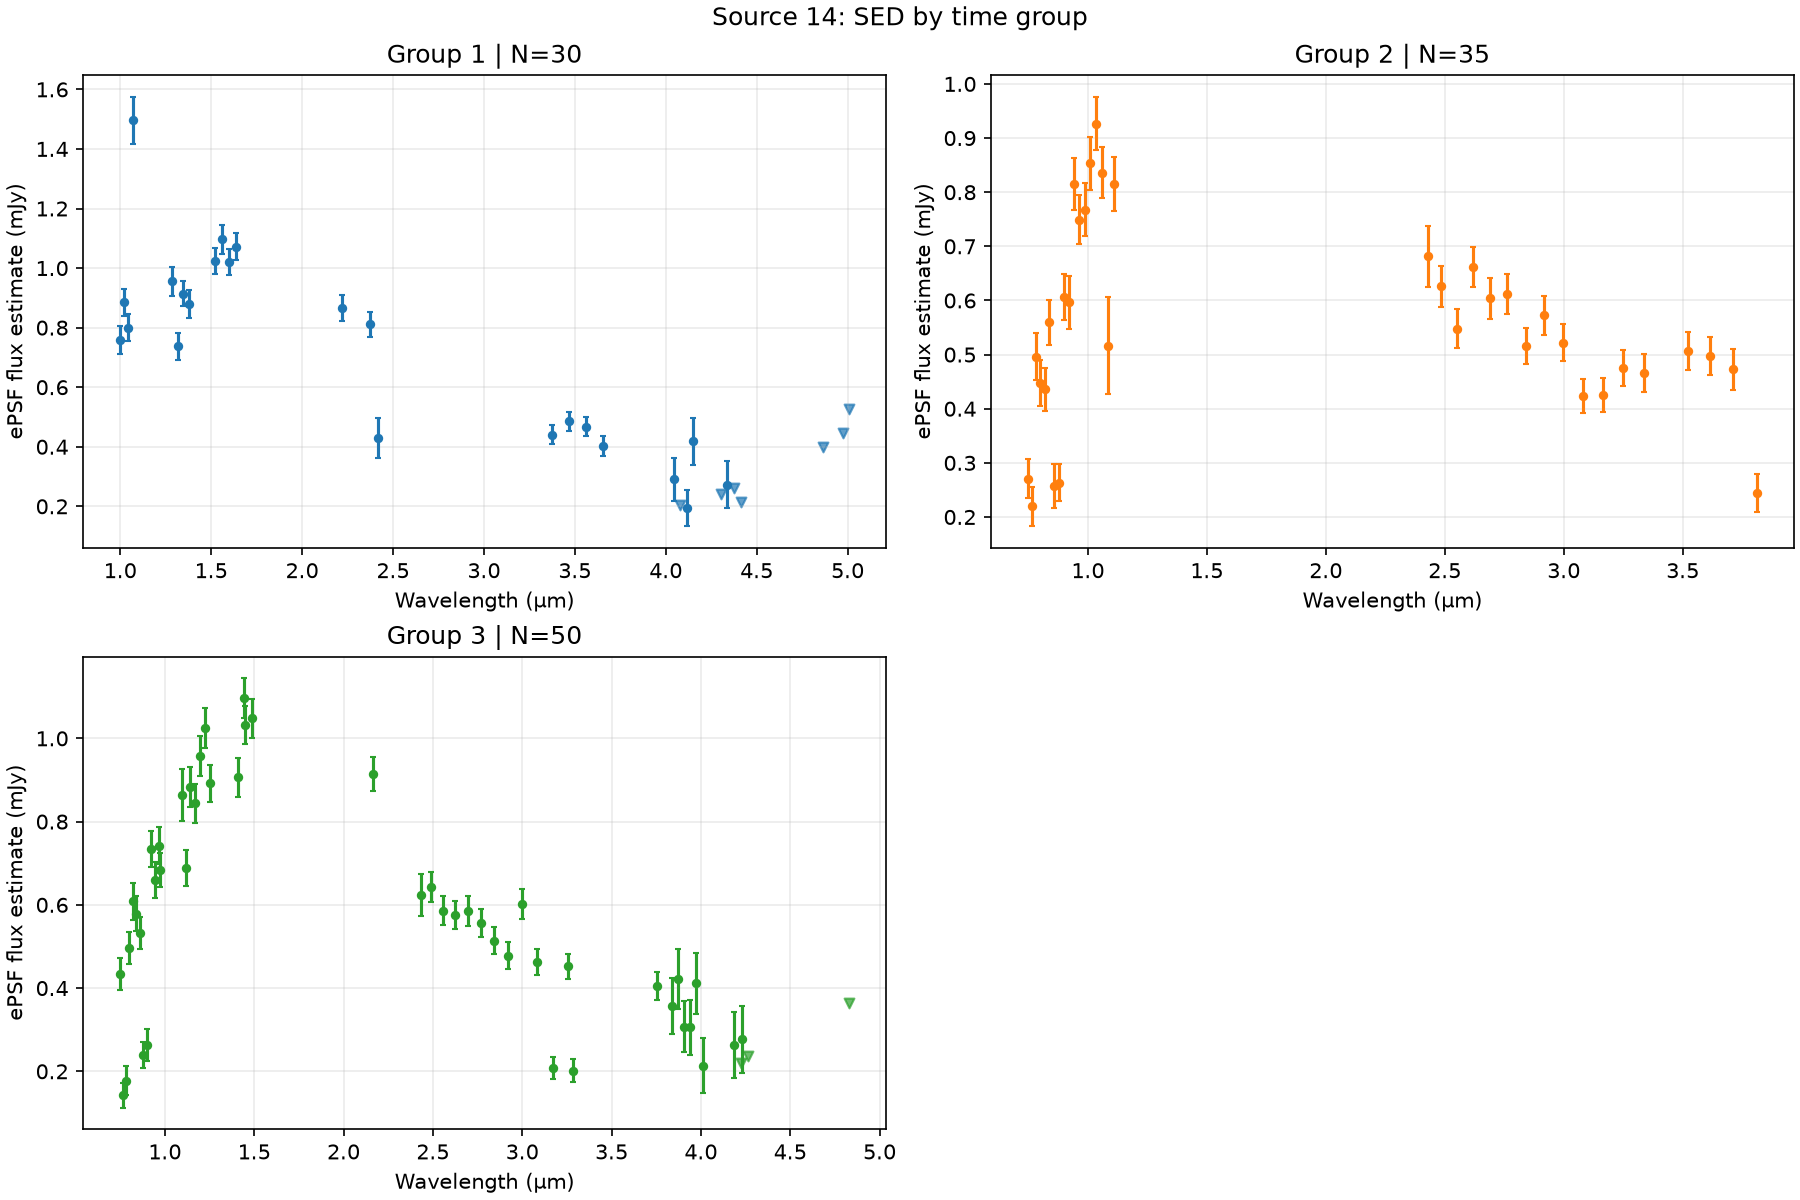 Source 14: SED by time group
Group 1 | N=30
ePSF flux estimate (mJy)
1.6
1.4
1.2
1.0
0.8
0.6
0.4
0.2
1.0 1.5 2.0 2.5 3.0 3.5 4.0 4.5 5.0
Wavelength (µm)
Group 2 | N=35
ePSF flux estimate (mJy)
1.0
0.9
0.8
0.7
0.6
0.5
0.4
0.3
0.2
1.0 1.5 2.0 2.5 3.0 3.5
Wavelength (µm)
Group 3 | N=50
ePSF flux estimate (mJy)
1.0
0.8
0.6
0.4
0.2
1.0 1.5 2.0 2.5 3.0 3.5 4.0 4.5 5.0
Wavelength (µm)